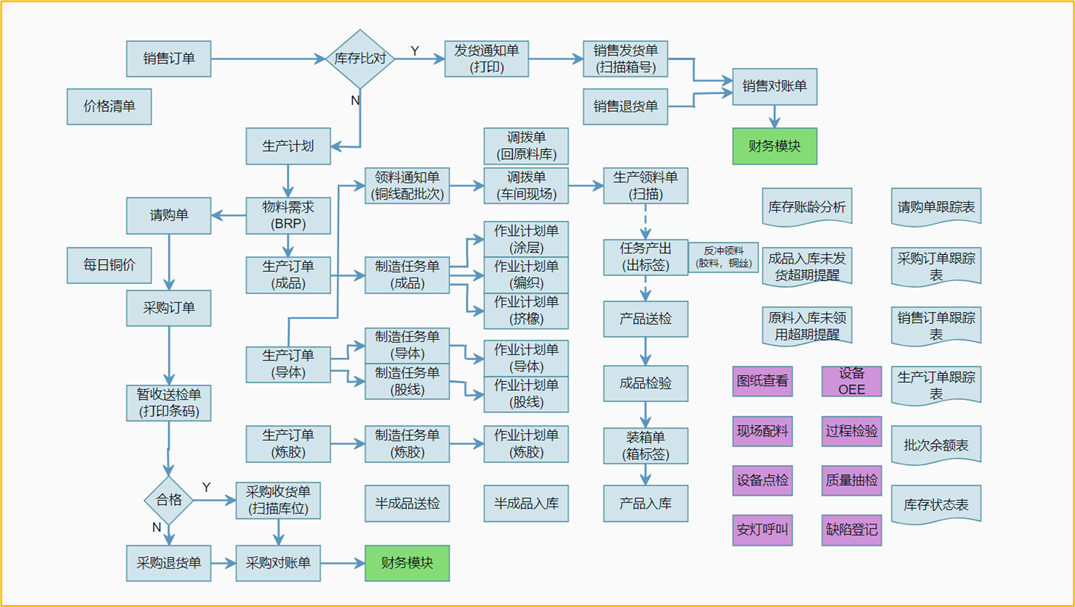 销售订单
库存比对
Y
发货通知单
(打印)
销售发货单
(扫描箱号)
销售对账单
价格清单
N
销售退货单
财务模块
生产计划
调拨单
(回原料库)
领料通知单
(铜线配批次)
调拨单
(车间现场)
生产领料单
(扫描)
请购单
物料需求
(BRP)
库存账龄分析
请购单跟踪表
作业计划单
(涂层)
任务产出
(出标签)
反冲领料
(胶料，铜丝)
每日铜价
生产订单
(成品)
制造任务单
(成品)
作业计划单
(编织)
成品入库未发
货超期提醒
采购订单跟踪
表
采购订单
作业计划单
(挤橡)
产品送检
原料入库未领
用超期提醒
销售订单跟踪
表
生产订单
(导体)
制造任务单
(导体)
作业计划单
(导体)
制造任务单
(股线)
作业计划单
(股线)
成品检验
图纸查看
设备
OEE
生产订单跟踪
表
暂收送检单
(打印条码)
生产订单
(炼胶)
制造任务单
(炼胶)
作业计划单
(炼胶)
装箱单
(箱标签)
现场配料
过程检验
批次余额表
合格
Y
采购收货单
(扫描库位)
半成品送检
半成品入库
产品入库
设备点检
质量抽检
库存状态表
N
采购退货单
采购对账单
财务模块
安灯呼叫
缺陷登记